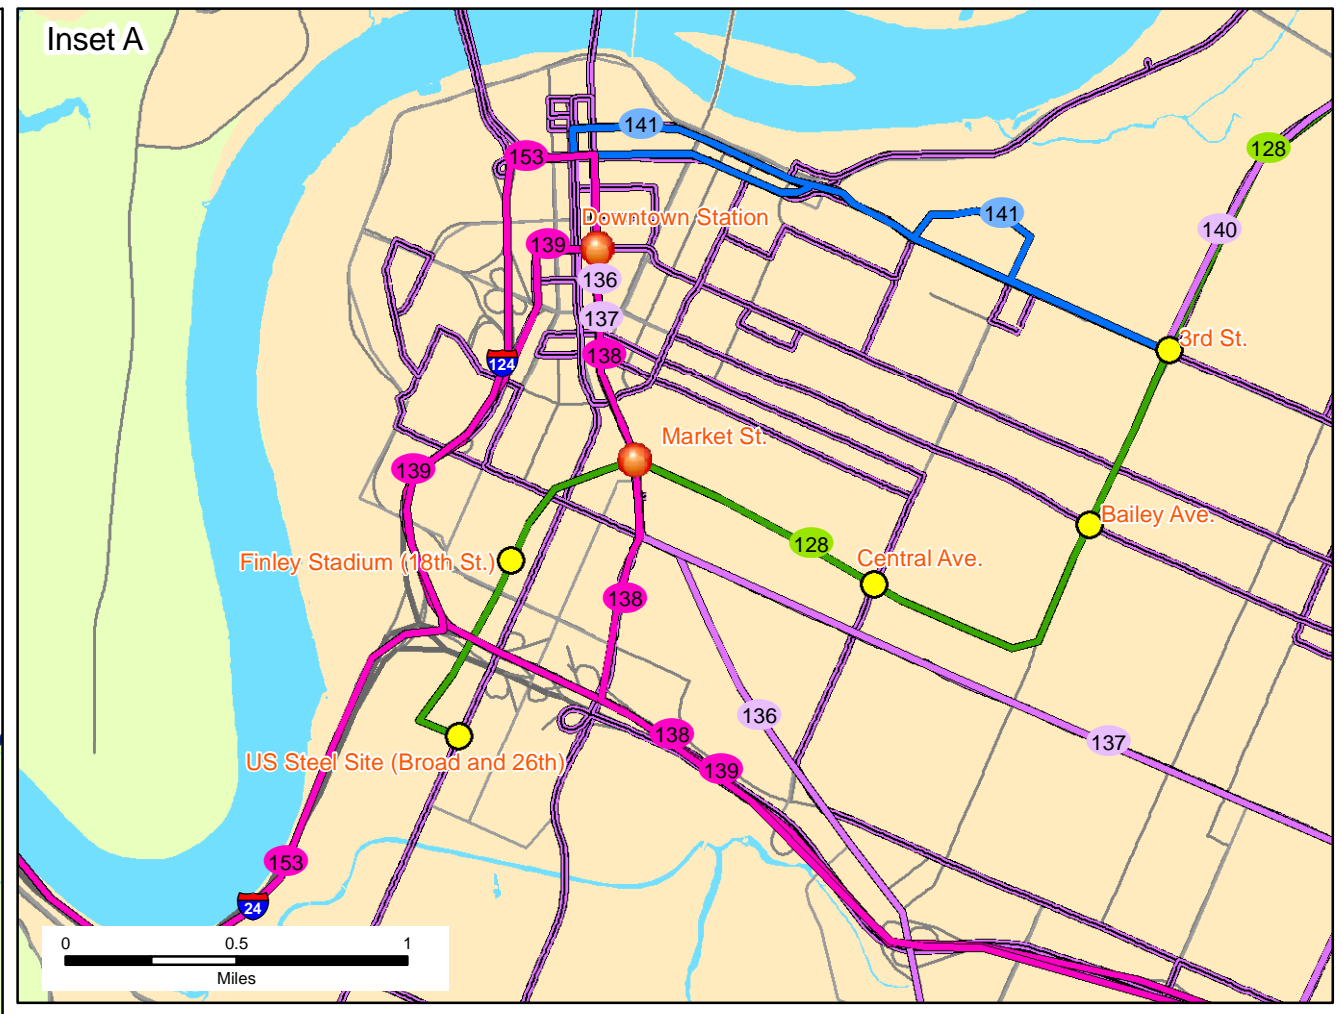 Inset A
141
153
128
141
140
Downtown Station
139
136
137
3rd St.
138
124
Market St.
139
Bailey Ave.
128
Central Ave.
Finley Stadium (18th St.)
138
136
138
137
US Steel Site (Broad and 26th)
139
153
24
0 0.5 1
Miles